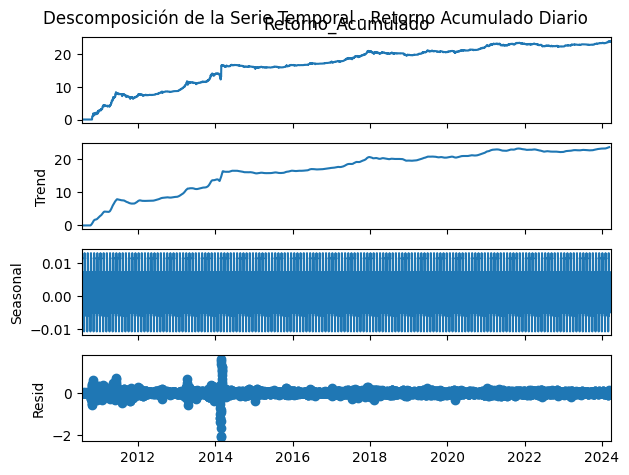 Descomposición de la Serie Temporal - Retorno Acumulado Diario
Retorno_Acumulado
20
10
0
Trend
20
10
0
Seasonal
0.01
0.00
−0.01
Resid
0
−2
2012 2014 2016 2018 2020 2022 2024